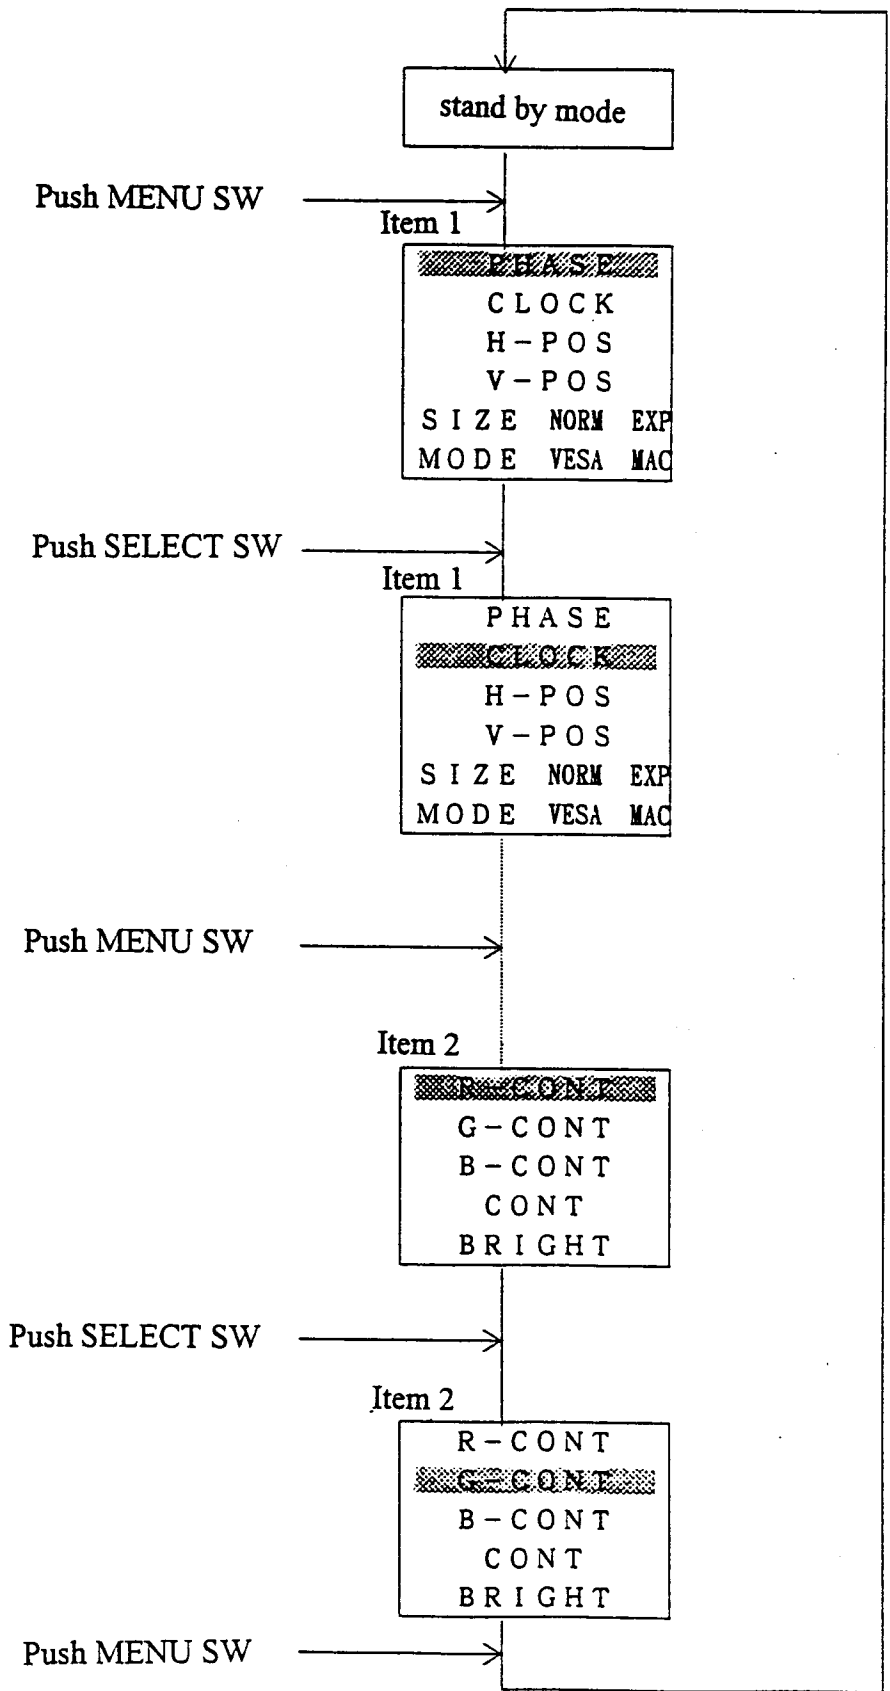 stand by mode
Push MENU SW
Item 1
PHASE
CLOCK
H-POS
V-POS
SIZE NORM EXP
MODE VESA MAC
Push SELECT SW
Item 1
PHASE
CLOCK
H-POS
V-POS
SIZE NORM EXP
MODE VESA MAC
Push MENU SW
Item 2
R-CONT
G-CONT
B-CONT
CONT
BRIGHT
Push SELECT SW
Item 2
R-CONT
G-CONT
B-CONT
CONT
BRIGHT
Push MENU SW